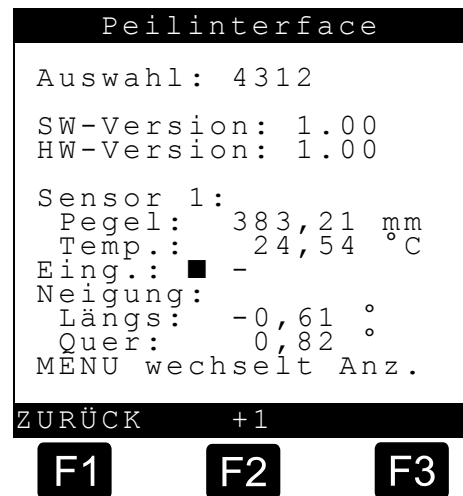 Peilinterface
Auswahl: 4312
SW-Version: 1.00
HW-Version: 1.00
Sensor 1:
Pegel: 383,21 mm
Temp.: 24,54 °C
Eing.: ■ -
Neigung:
Längs: -0,61 °
Quer: 0,82 °
MENU wechselt Anz.
ZURÜCK +1
F1 F2 F3